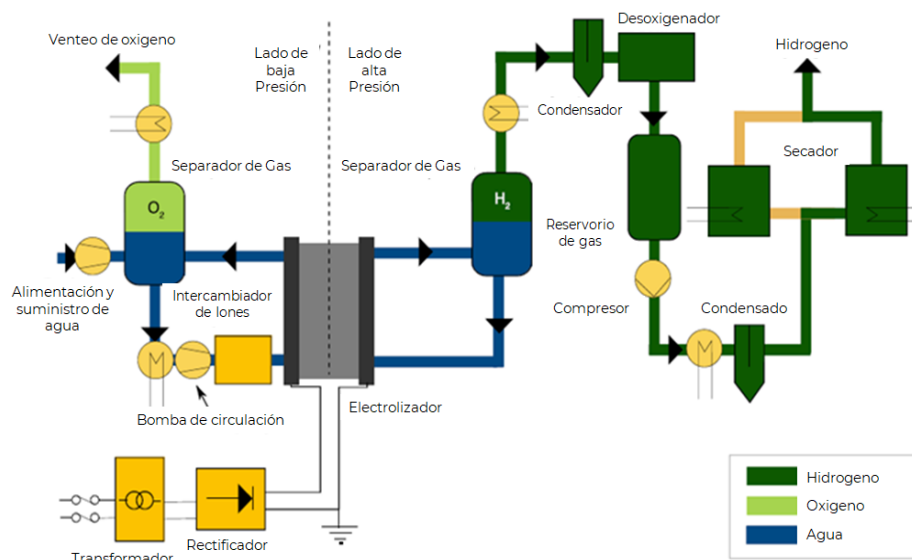 Venteo de oxigeno
Lado de
baja
Presión
Lado de
alta
Presión
Desoxigenador
Hidrogeno
Condensador
Separador de Gas
Separador de Gas
Secador
O₂
H₂
Reservorio
de gas
Alimentación y
suministro de
agua
Intercambiador
de Iones
Compresor
Condensado
Bomba de circulación
Electrolizador
Transformador
Rectificador
Hidrogeno
Oxigeno
Agua